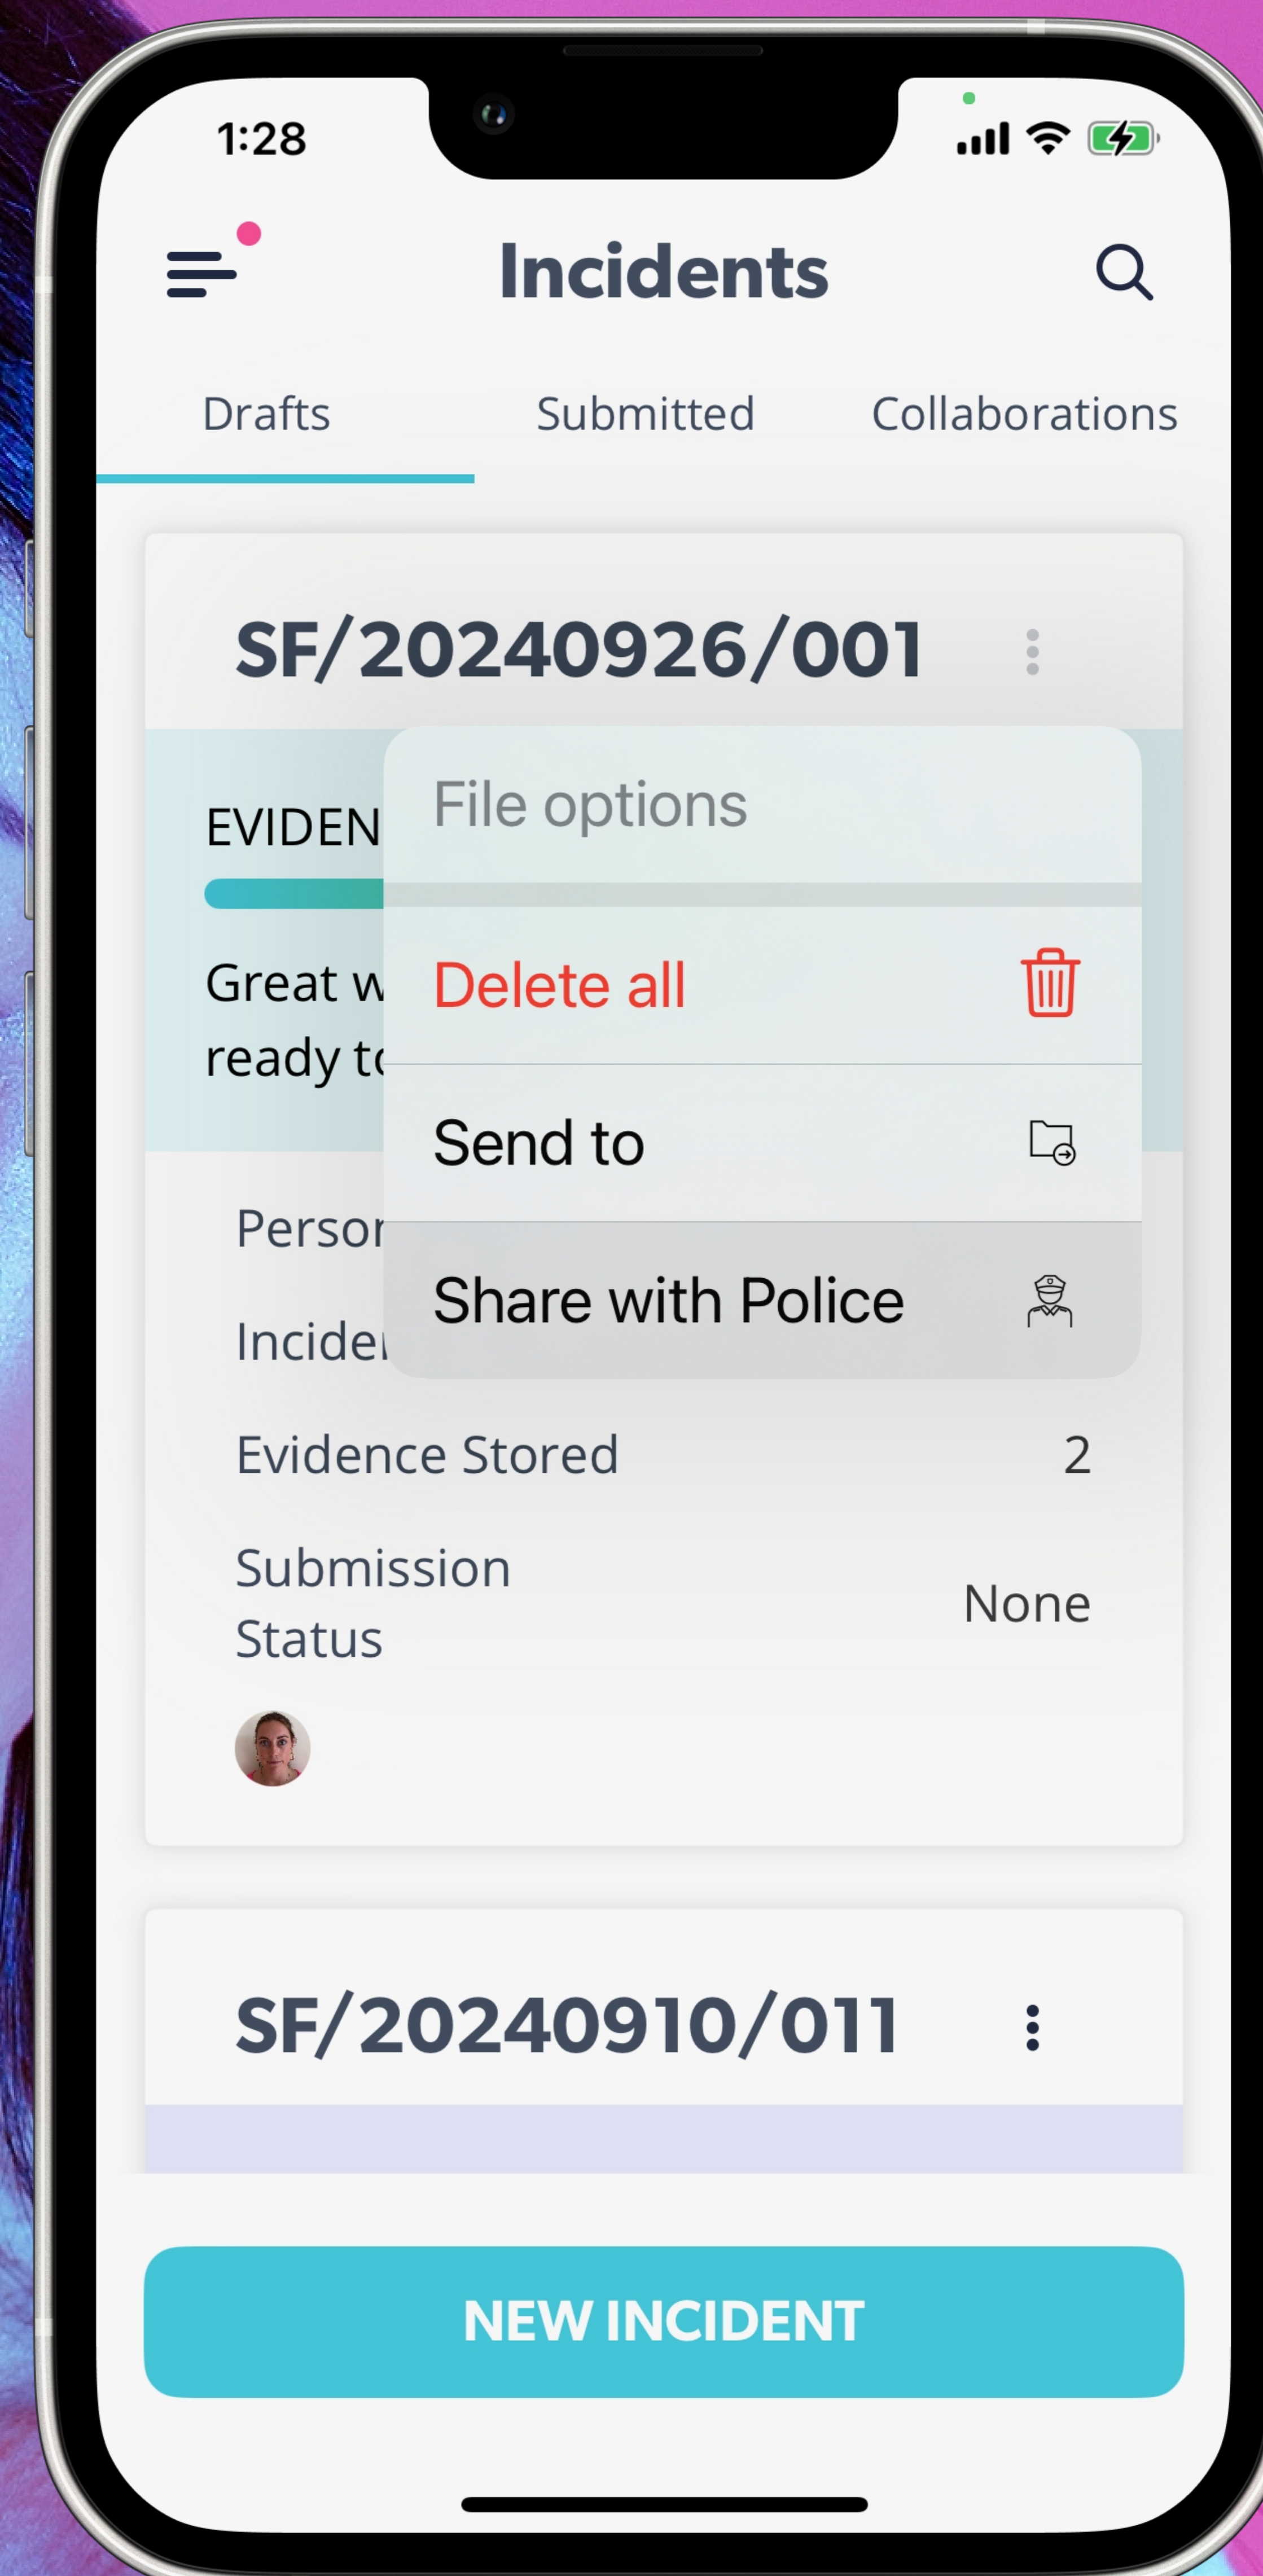 1:28
Incidents
Drafts Submitted Collaborations
SF/20240926/001
File options
EVIDEN
Delete all
Great w
ready to
Send to
Person
Share with Police
Inciden
Evidence Stored 2
Submission
Status
None
SF/20240910/011
NEW INCIDENT